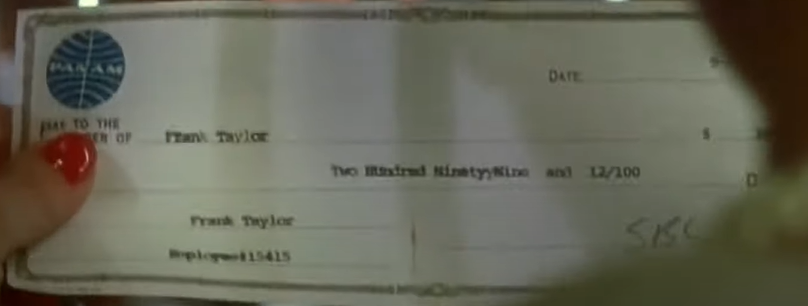 PAN AM
DATE
PAY TO THE
ORDER OF Frank Taylor $
Two Hundred Ninety Nine and 12/100 D
Frank Taylor
Employee#15415